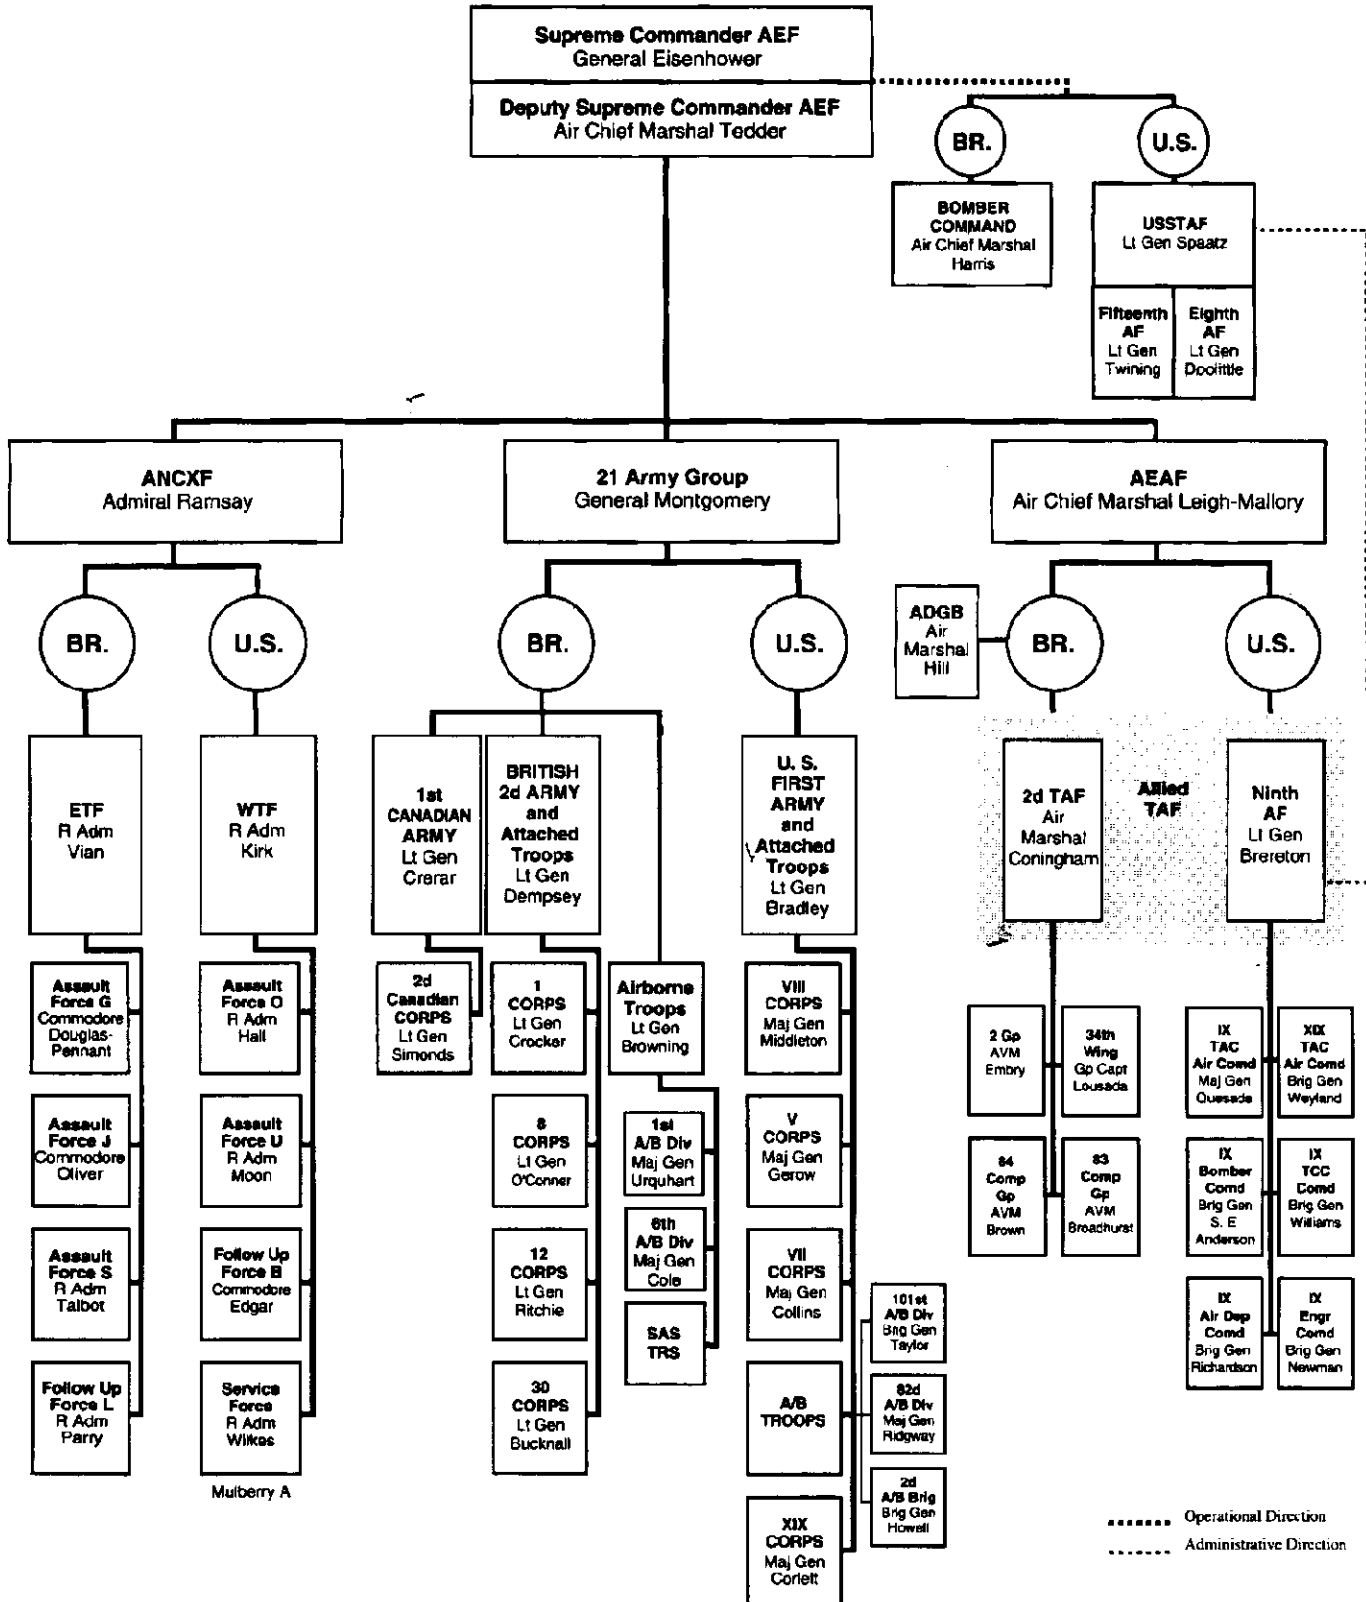 Supreme Commander AEF
General Eisenhower
Deputy Supreme Commander AEF
Air Chief Marshal Tedder
BR.
U.S.
BOMBER
COMMAND
Air Chief Marshal
Harris
USSTAF
Lt Gen Spaatz
Fifteenth
AF
Lt Gen
Twining
Eighth
AF
Lt Gen
Doolittle
ANCXF
Admiral Ramsay
21 Army Group
General Montgomery
AEAF
Air Chief Marshal Leigh-Mallory
BR.
U.S.
BR.
U.S.
ADGB
Air
Marshal
Hill
BR.
U.S.
ETF
R Adm
Vian
WTF
R Adm
Kirk
1st
CANADIAN
ARMY
Lt Gen
Crerar
BRITISH
2d ARMY
and
Attached
Troops
Lt Gen
Dempsey
U. S.
FIRST
ARMY
and
Attached
Troops
Lt Gen
Bradley
2d TAF
Air
Marshal
Coningham
Allied
TAF
Ninth
AF
Lt Gen
Brereton
Assault
Force G
Commodore
Douglas-
Pennant
Assault
Force J
Commodore
Oliver
Assault
Force S
R Adm
Talbot
Follow Up
Force L
R Adm
Parry
Assault
Force O
R Adm
Hall
Assault
Force U
R Adm
Moon
Follow Up
Force B
Commodore
Edgar
Service
Force
R Adm
Wilkes
Mulberry A
2d
Canadian
CORPS
Lt Gen
Simonds
1
CORPS
Lt Gen
Crocker
8
CORPS
Lt Gen
O'Conner
12
CORPS
Lt Gen
Ritchie
30
CORPS
Lt Gen
Bucknall
Airborne
Troops
Lt Gen
Browning
1st
A/B Div
Maj Gen
Urquhart
6th
A/B Div
Maj Gen
Cole
SAS
TRS
VIII
CORPS
Maj Gen
Middleton
V
CORPS
Maj Gen
Gerow
VII
CORPS
Maj Gen
Collins
A/B
TROOPS
XIX
CORPS
Maj Gen
Corlett
101st
A/B Div
Brig Gen
Taylor
82d
A/B Div
Maj Gen
Ridgway
2d
A/B Brig
Brig Gen
Howell
2 Gp
AVM
Embry
34th
Wing
Gp Capt
Lousada
84
Comp
Gp
AVM
Brown
83
Comp
Gp
AVM
Broadhurst
IX
TAC
Air Comd
Maj Gen
Quesada
XIX
TAC
Air Comd
Brig Gen
Weyland
IX
Bomber
Comd
Brig Gen
S. E
Anderson
IX
TCC
Comd
Brig Gen
Williams
IX
Air Dep
Comd
Brig Gen
Richardson
IX
Engr
Comd
Brig Gen
Newman
Operational Direction
Administrative Direction